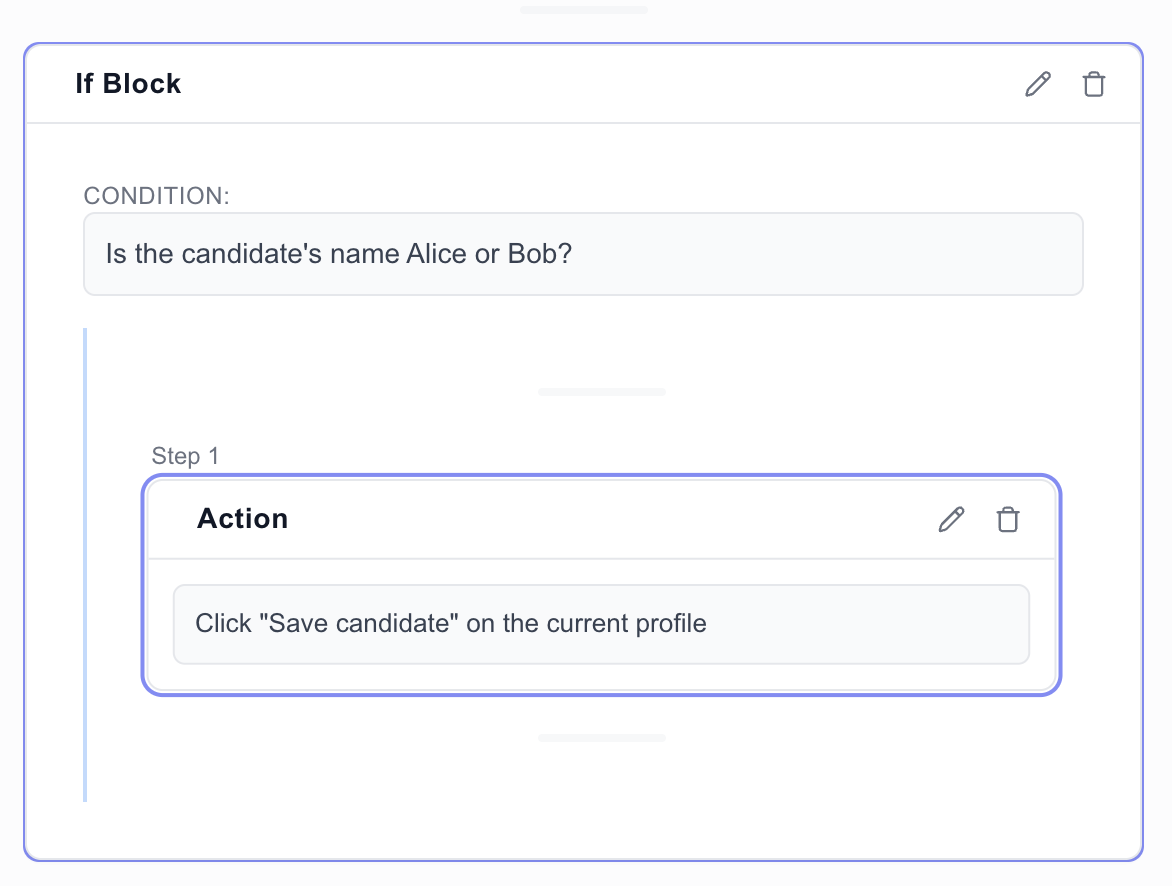 If Block
CONDITION:
Is the candidate's name Alice or Bob?
Step 1
Action
Click "Save candidate" on the current profile